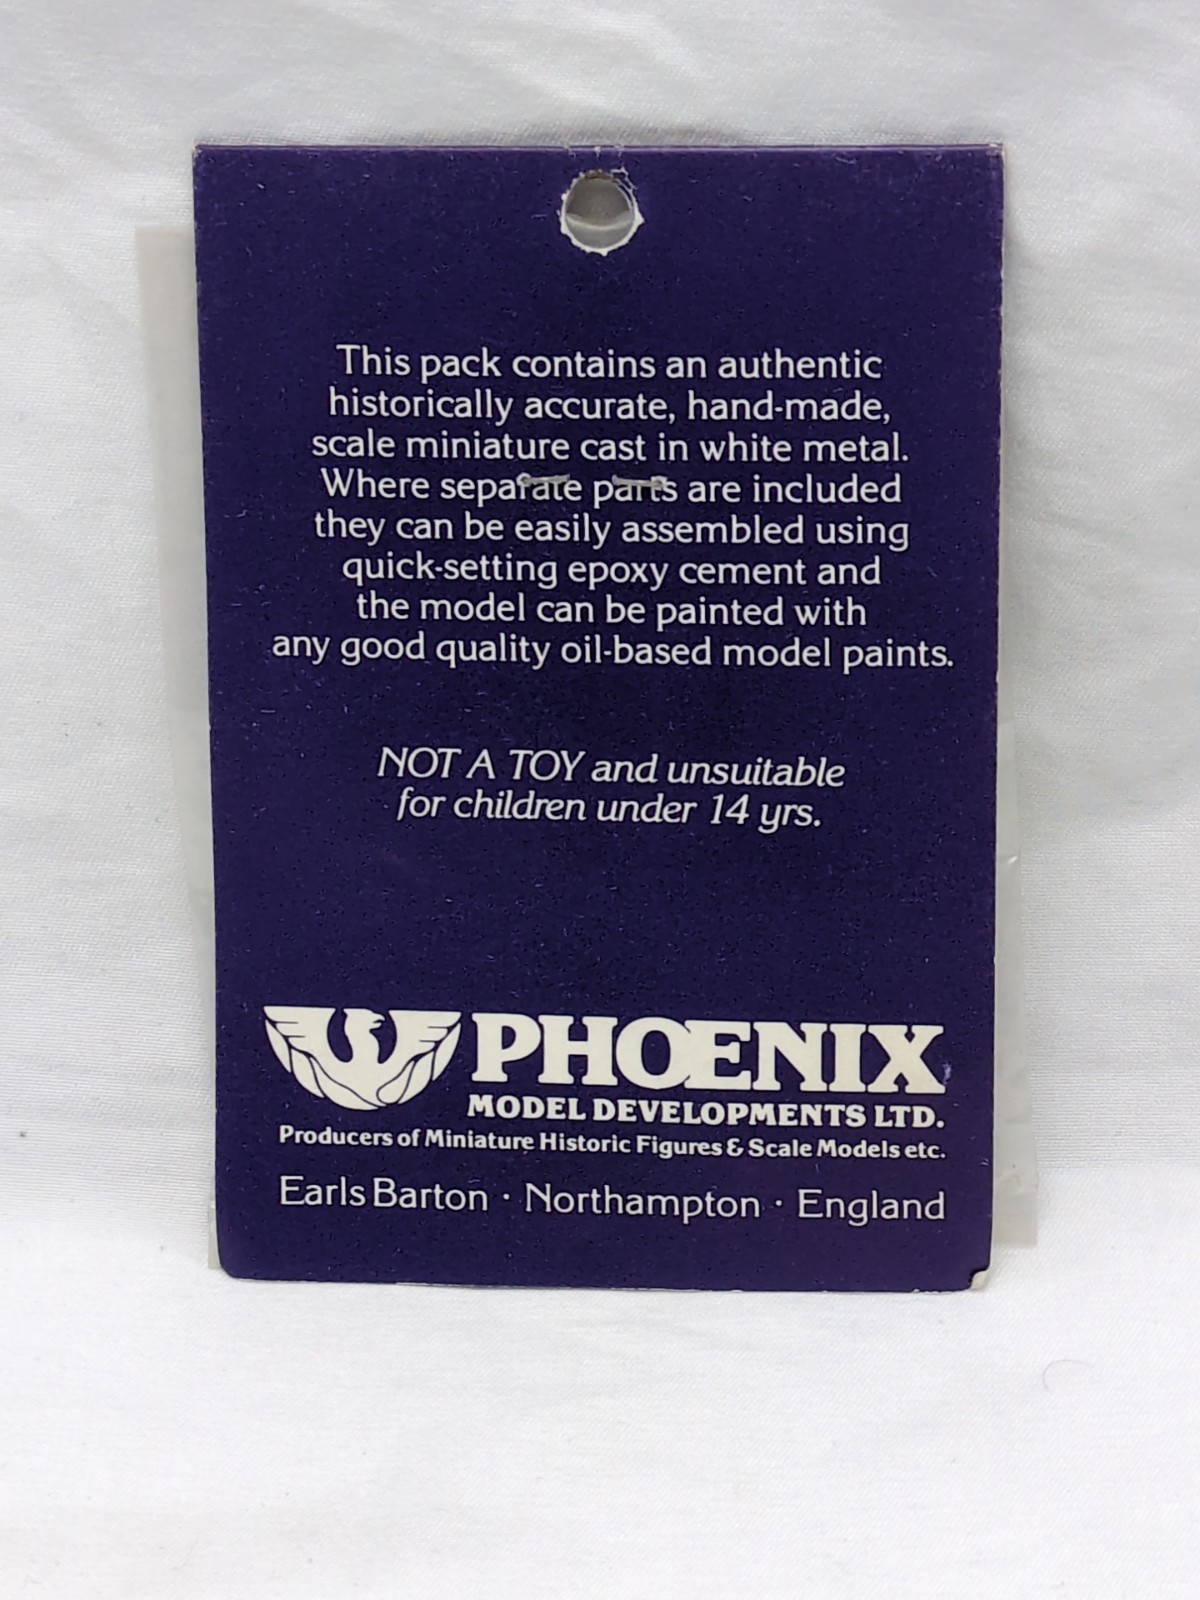 This pack contains an authentic
historically accurate, hand-made,
scale miniature cast in white metal.
Where separate parts are included
they can be easily assembled using
quick-setting epoxy cement and
the model can be painted with
any good quality oil-based model paints.
NOT A TOY and unsuitable
for children under 14 yrs.
PHOENIX
MODEL DEVELOPMENTS LTD.
Producers of Miniature Historic Figures & Scale Models etc.
Earls Barton · Northampton · England